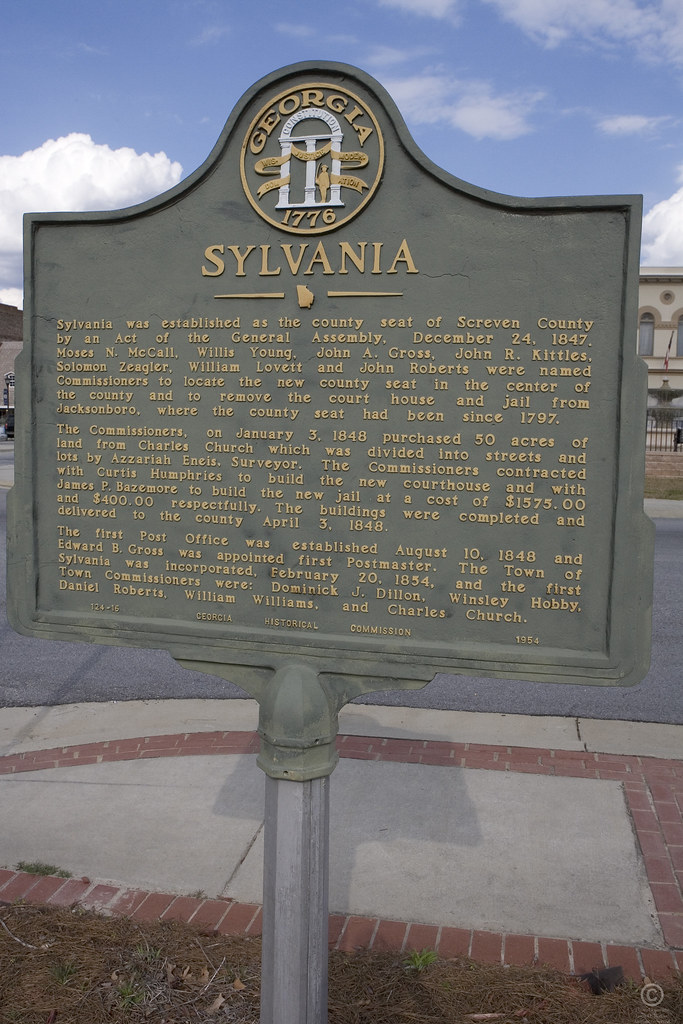 GEORGIA
CONSTITUTION
1776
SYLVANIA
Sylvania was established as the county seat of Screven County
by an Act of the General Assembly, December 24, 1847.
Moses N. McCall, Willis Young, John A. Gross, John R. Kittles,
Solomon Zeagler, William Lovett and John Roberts were named
Commissioners to locate the new county seat in the center of
the county and to remove the court house and jail from
Jacksonboro, where the county seat had been since 1797.
The Commissioners, on January 3, 1848 purchased 50 acres of
land from Charles Church which was divided into streets and
lots by Azzariah Eneis, Surveyor. The Commissioners contracted
with Curtis Humphries to build the new courthouse and with
James P. Bazemore to build the new jail at a cost of $1575.00
and $400.00 respectfully. The buildings were completed and
delivered to the county April 3, 1848.
The first Post Office was established August 10, 1848 and
Edward B. Gross was appointed first Postmaster. The Town of
Sylvania was incorporated, February 20, 1854, and the first
Town Commissioners were: Dominick J. Dillon, Winsley Hobby,
Daniel Roberts, William Williams, and Charles Church.
124-16 GEORGIA HISTORICAL COMMISSION 1954
©